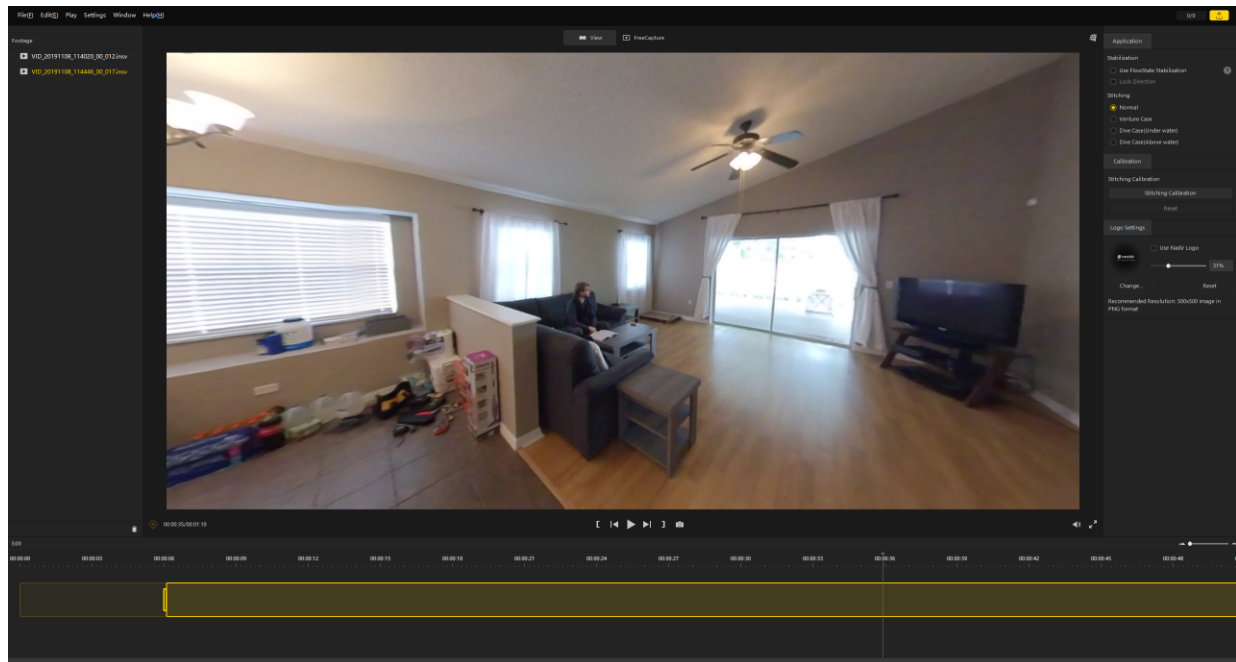 File(F) Edit(E) Play Settings Window Help(H)
0/0
Footage
View
FreeCapture
VID_20191108_114020_00_012.insv
VID_20191108_114446_00_017.insv
Application
Stabilization
Use FlowState Stabilization
Lock Direction
Stitching
Normal
Venture Case
Dive Case(Under water)
Dive Case(Above water)
Calibration
Stitching Calibration
Stitching Calibration
Reset
Logo Settings
Use Nadir Logo
31%
Change...
Reset
Recommended Resolution: 500x500 image in
PNG format
00:00:35/00:01:10
Edit
00:00:00 00:00:03 00:00:06 00:00:09 00:00:12 00:00:15 00:00:18 00:00:21 00:00:24 00:00:27 00:00:30 00:00:33 00:00:36 00:00:39 00:00:42 00:00:45 00:00:48